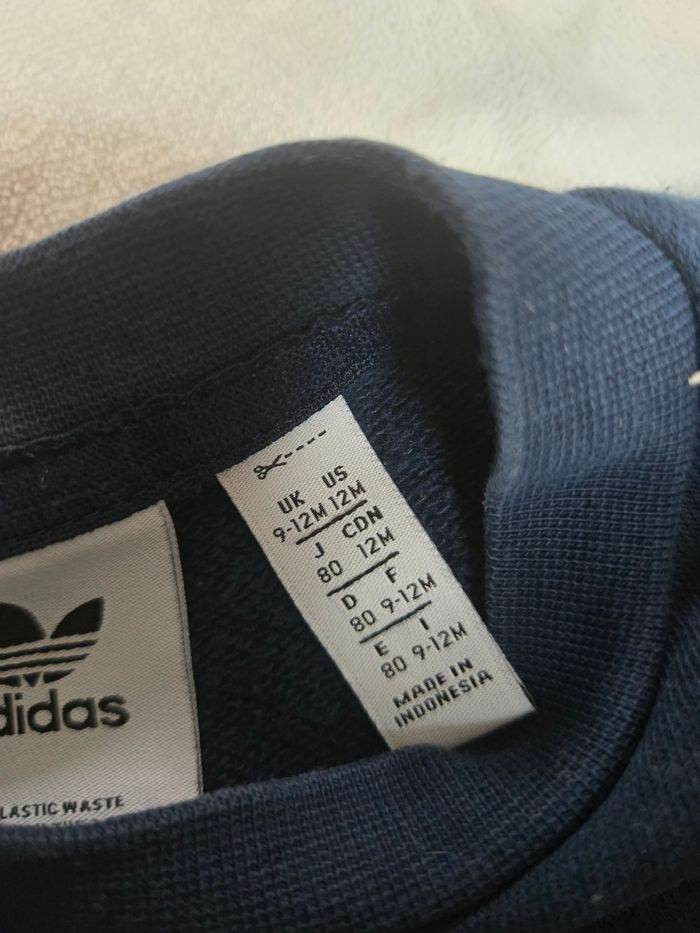 UK US
9-12M 12M
J CDN
80 12M
D F
80 9-12M
E I
80 9-12M
MADE IN
INDONESIA
didas
LASTIC WASTE